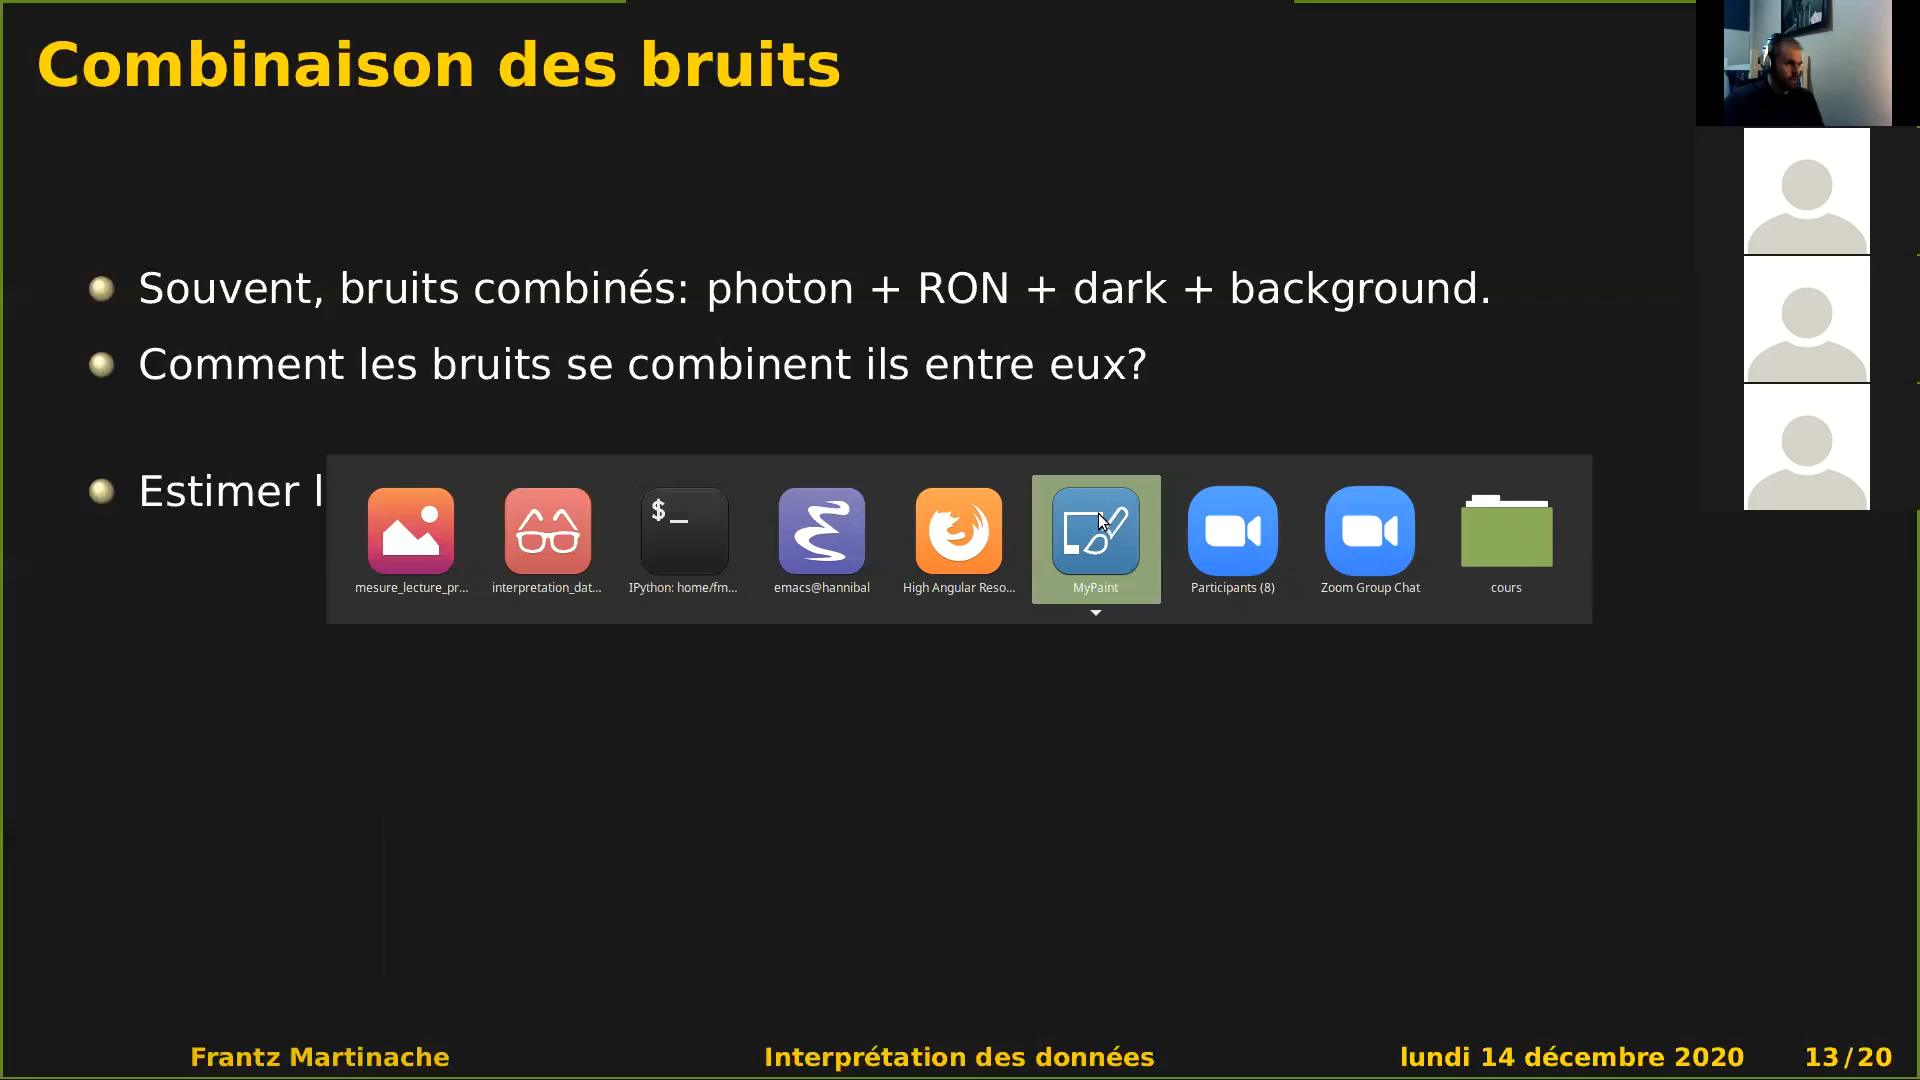 Combinaison des bruits
Souvent, bruits combinés: photon + RON + dark + background.
Comment les bruits se combinent ils entre eux?
Estimer l
$_
mesure_lecture_pr...
interpretation_dat...
IPython: home/fm...
emacs@hannibal
High Angular Reso...
MyPaint
Participants (8)
Zoom Group Chat
cours
Frantz Martinache
Interprétation des données
lundi 14 décembre 2020
13/20